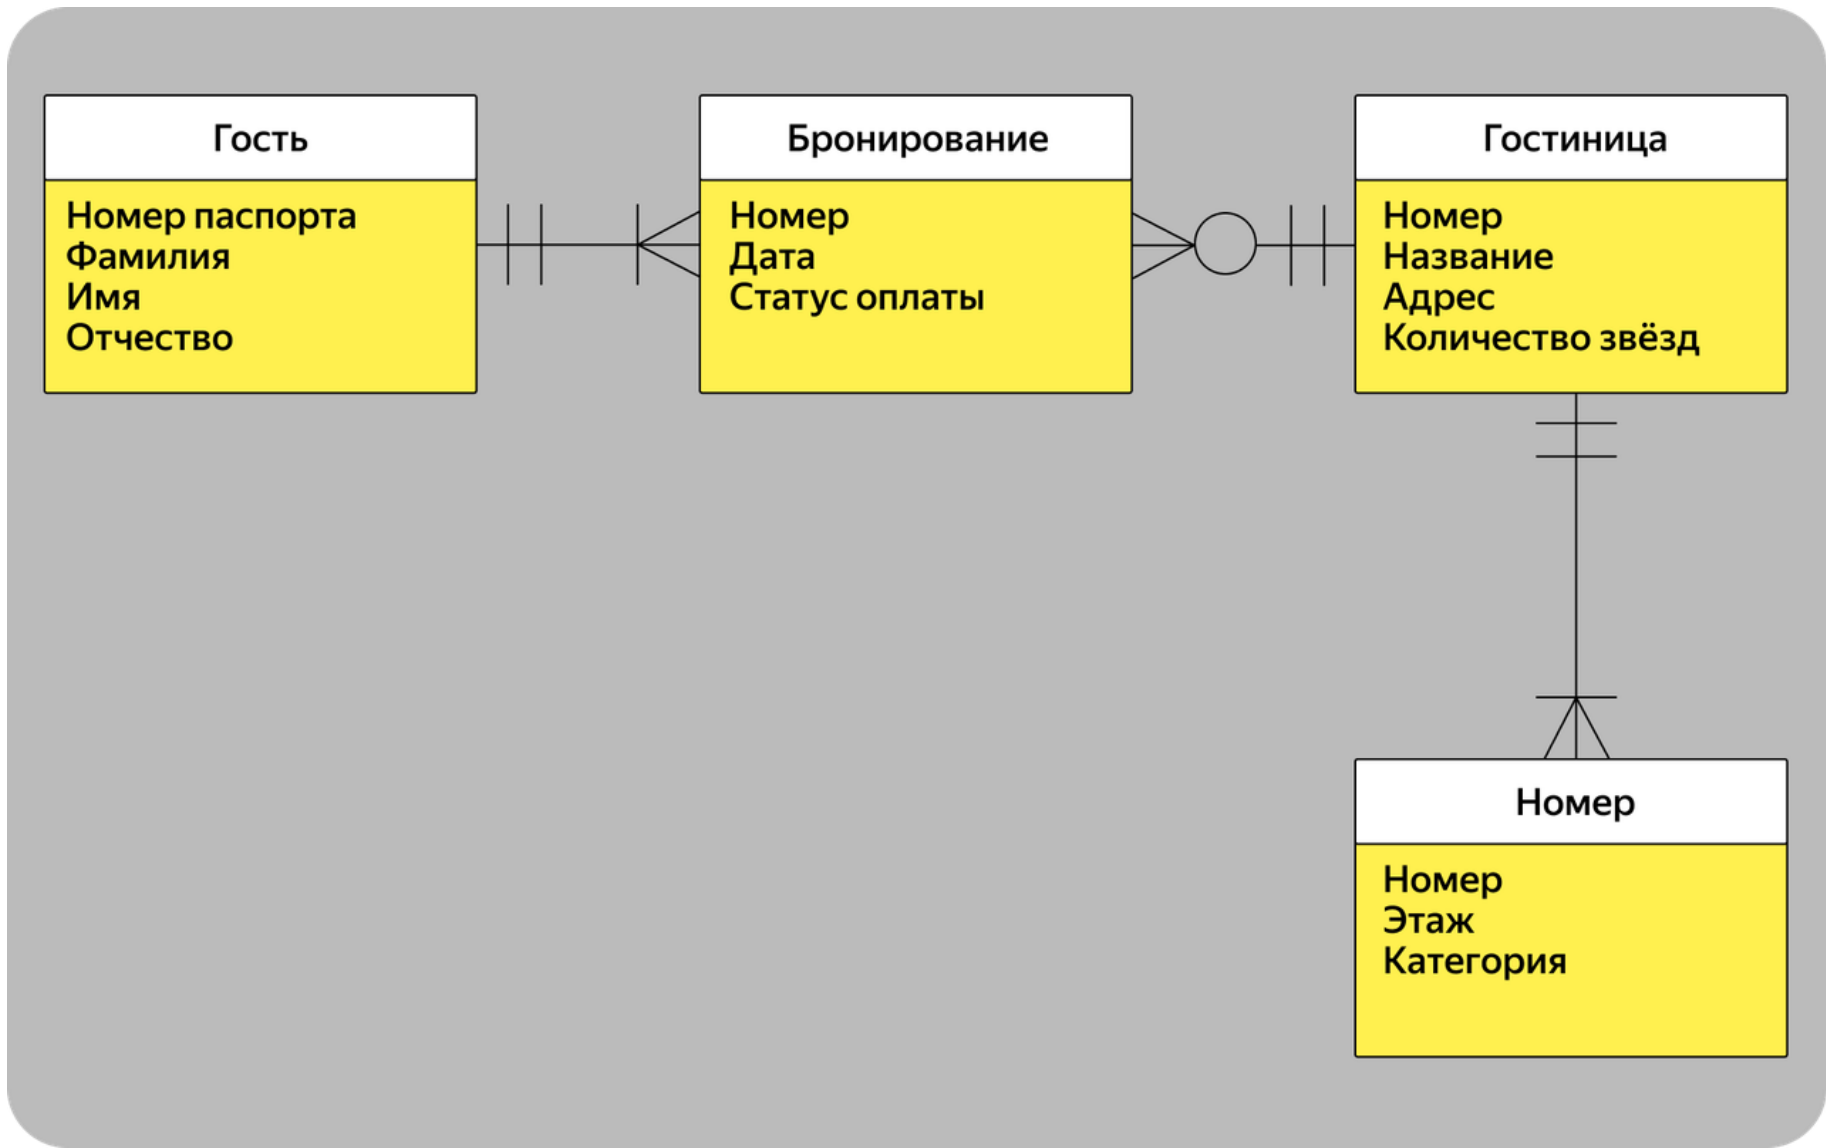 Гость
Номер паспорта
Фамилия
Имя
Отчество
Бронирование
Номер
Дата
Статус оплаты
Гостиница
Номер
Название
Адрес
Количество звёзд
Номер
Номер
Этаж
Категория